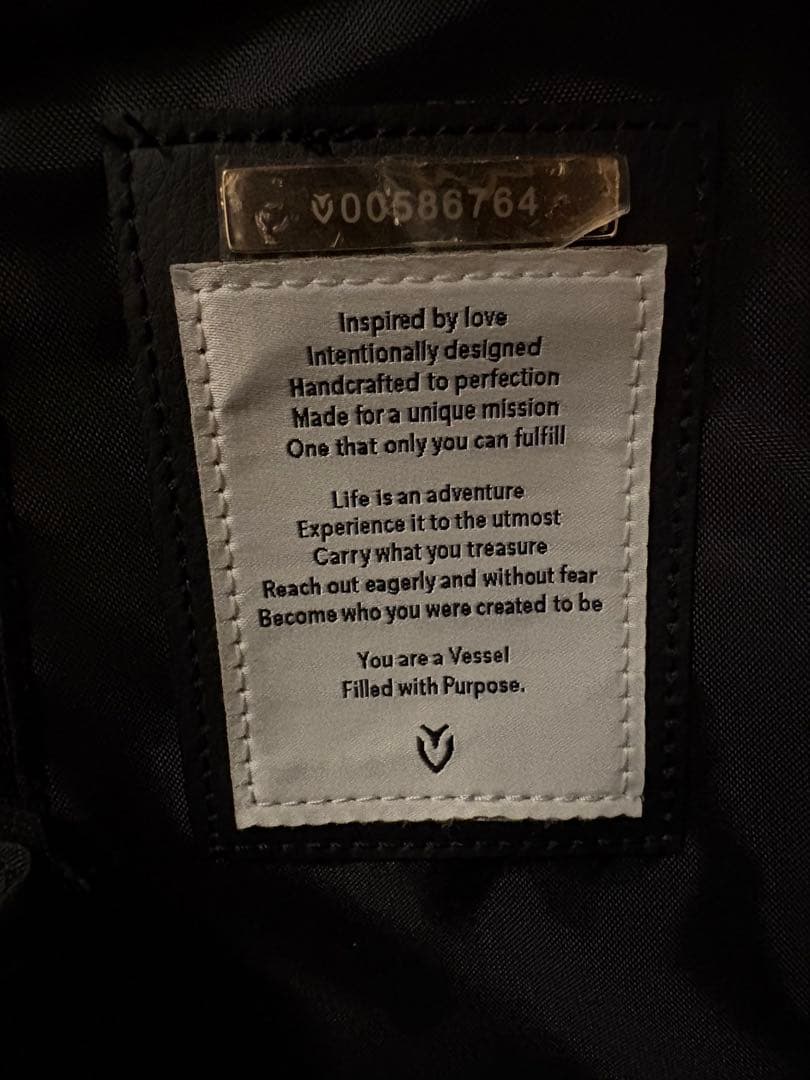 00586764
Inspired by love
Intentionally designed
Handcrafted to perfection
Made for a unique mission
One that only you can fulfill
Life is an adventure
Experience it to the utmost
Carry what you treasure
Reach out eagerly and without fear
Become who you were created to be
You are a Vessel
Filled with Purpose.